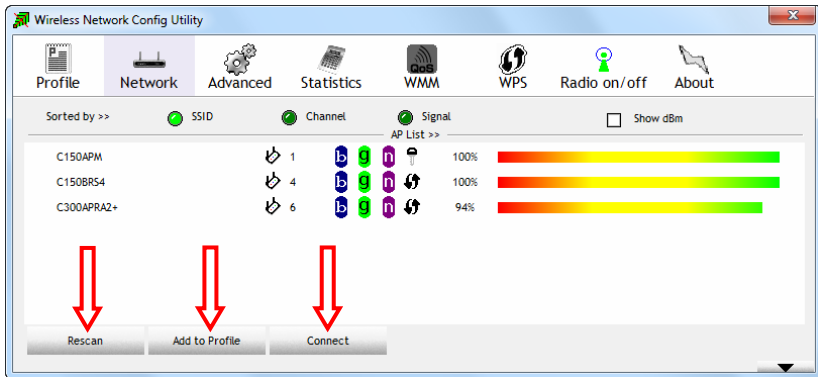 Wireless Network Config Utility
x
P
QoS
Profile Network Advanced Statistics WMM WPS Radio on/off About
Sorted by >> SSID Channel Signal Show dBm
AP List >>
C150APM 1 b g n 100%
C150BRS4 4 b g n 100%
C300APRA2+ 6 b g n 94%
Rescan Add to Profile Connect